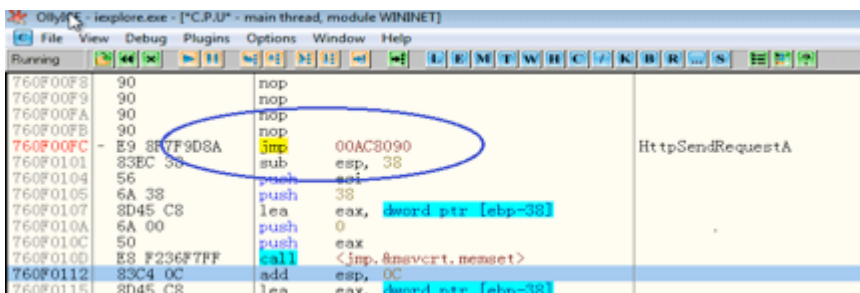 OllyICE - iexplore.exe - [*C.P.U* - main thread, module WININET]
File View Debug Plugins Options Window Help
Running L E M T W H C / K B R ... S
760F00F8 90 nop
760F00F9 90 nop
760F00FA 90 nop
760F00FB 90 nop
760F00FC - E9 8F7F9D8A jmp 00AC8090 HttpSendRequestA
760F0101 83EC 38 sub esp, 38
760F0104 56 push esi
760F0105 6A 38 push 38
760F0107 8D45 C8 lea eax, dword ptr [ebp-38]
760F010A 6A 00 push 0
760F010C 50 push eax
760F010D E8 F236F7FF call <jmp.&msvcrt.memset>
760F0112 83C4 0C add esp, 0C
760F0115 8D45 C8 lea eax, dword ptr [ebp-38]